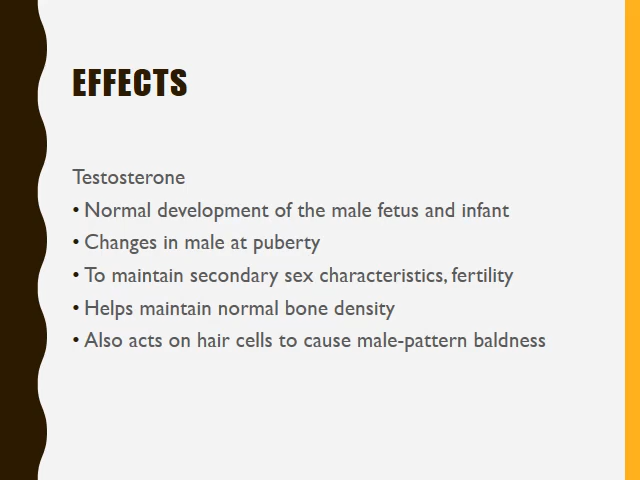 EFFECTS
Testosterone
• Normal development of the male fetus and infant
• Changes in male at puberty
• To maintain secondary sex characteristics, fertility
• Helps maintain normal bone density
• Also acts on hair cells to cause male-pattern baldness